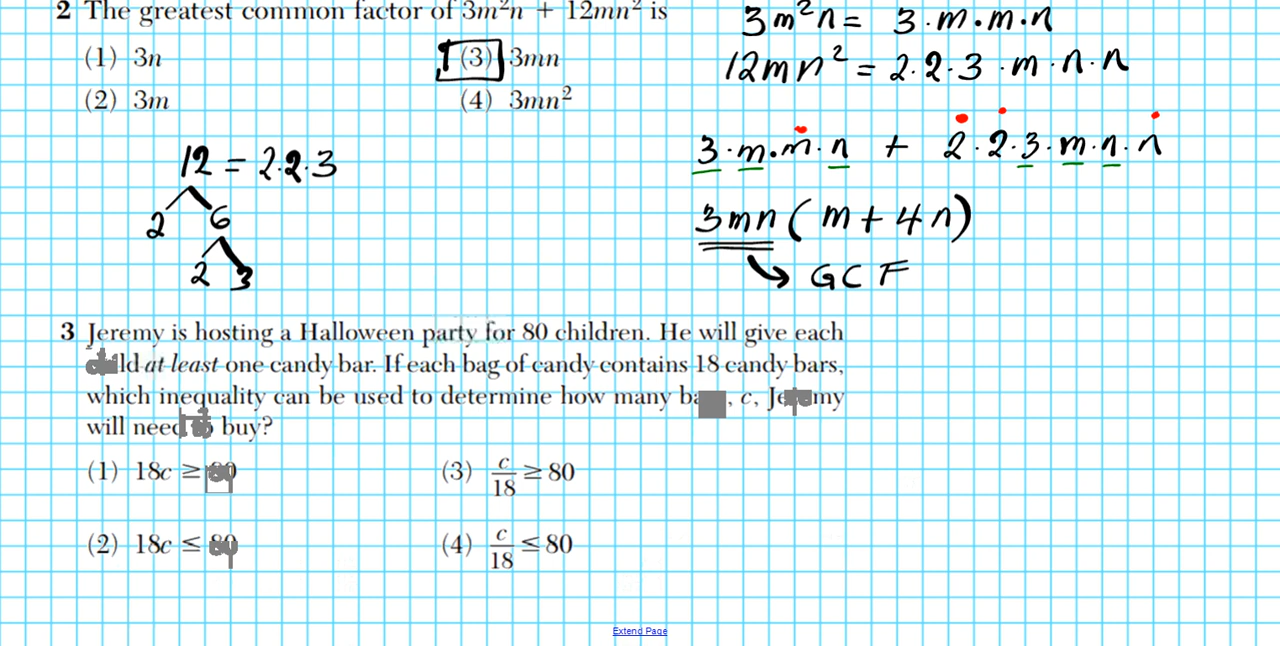 2 The greatest common factor of 3m²n + 12mn² is
(1) 3n
(3) 3mn
(2) 3m
(4) 3mn²
3m²n = 3·m·m·n
12mn² = 2·2·3·m·n·n
12 = 2·2·3
2 6
2 3
3·m·m·n + 2·2·3·m·n·n
3mn(m+4n)
GCF
3 Jeremy is hosting a Halloween party for 80 children. He will give each
at least one candy bar. If each bag of candy contains 18 candy bars,
which inequality can be used to determine how many , c,
will buy?
(1) 18c ≥
(3) c/18 ≥ 80
(2) 18c ≤
(4) c/18 ≤ 80
Extend Page